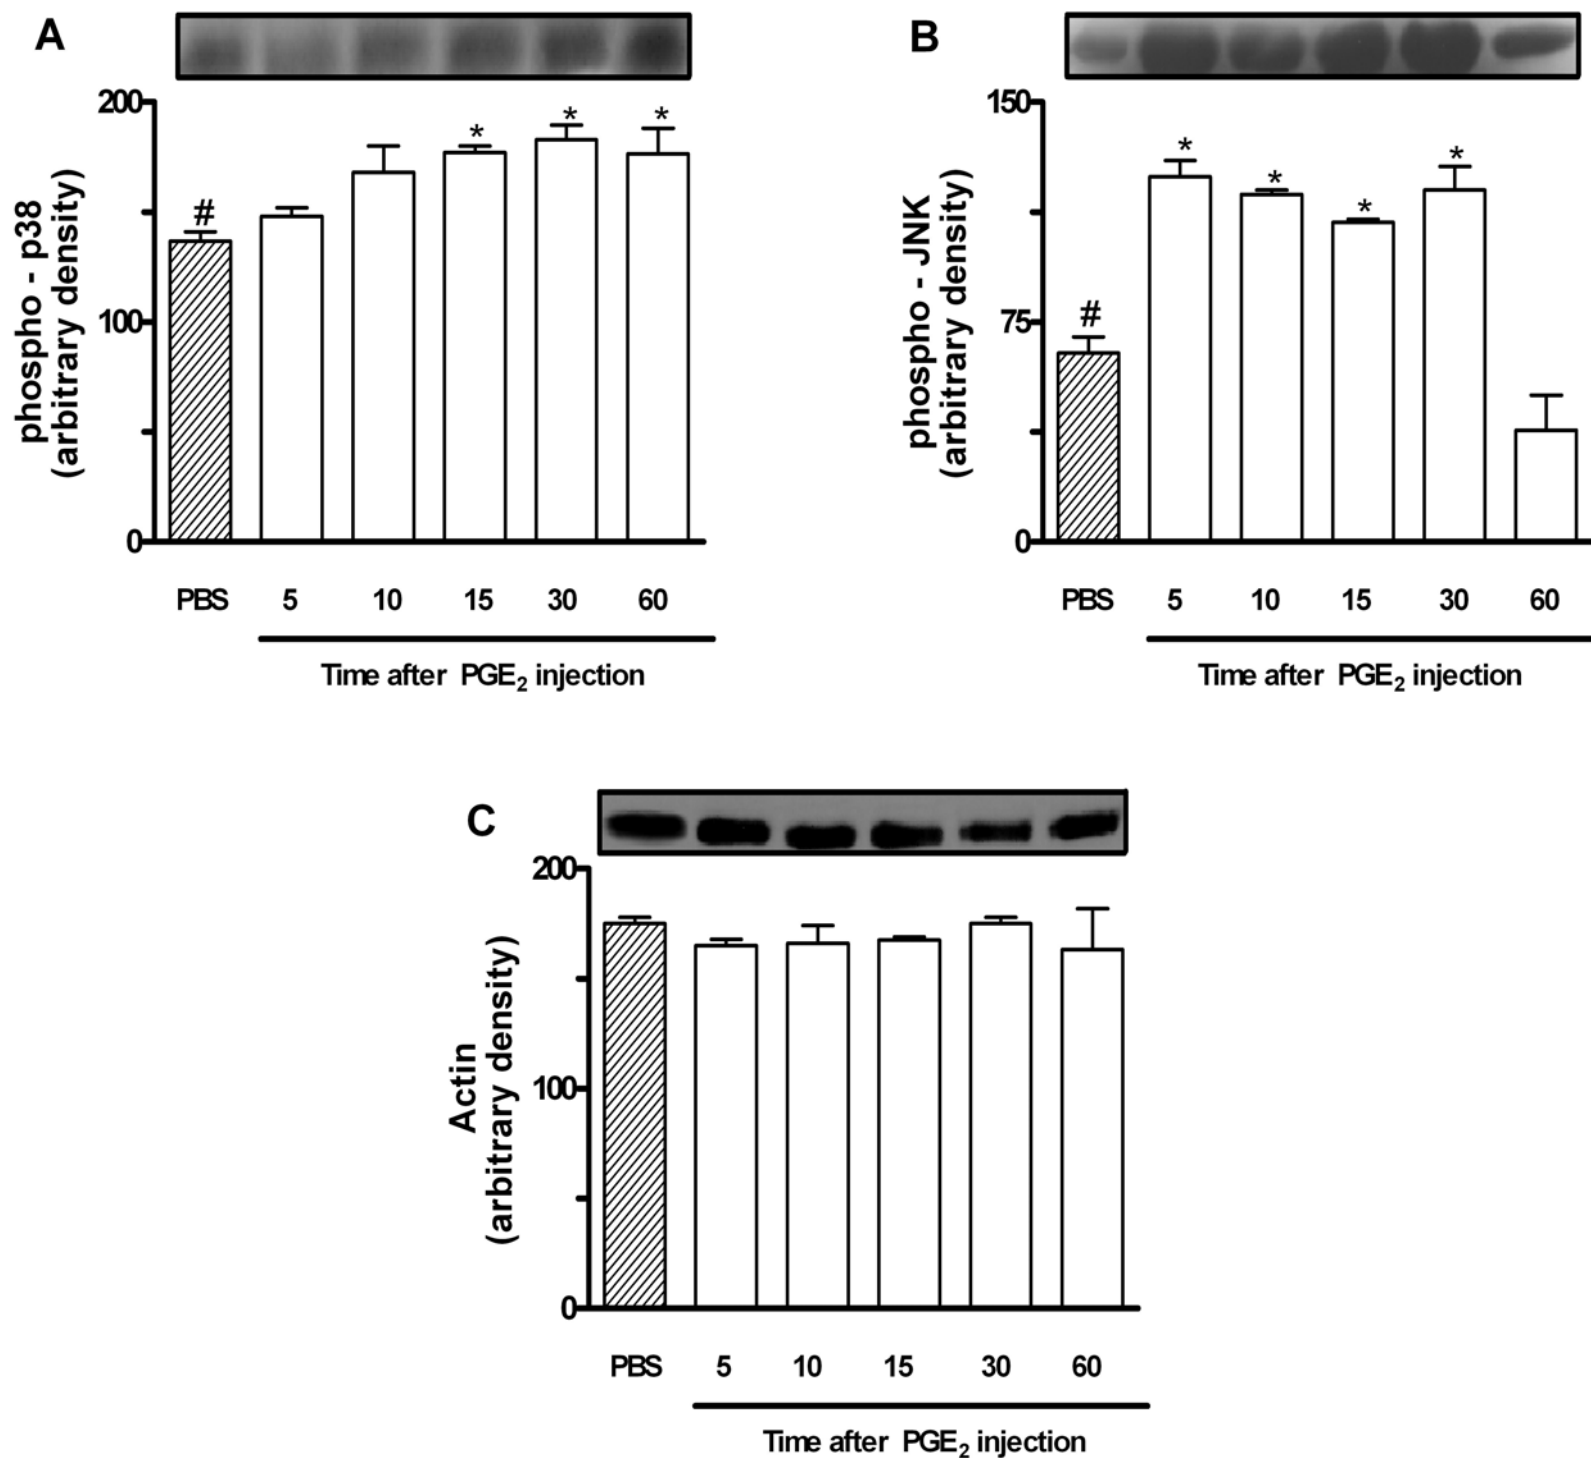 A
200
100
0
phospho - p38
(arbitrary density)
#
*
*
*
PBS 5 10 15 30 60
Time after PGE₂ injection
B
150
75
0
phospho - JNK
(arbitrary density)
#
*
*
*
*
PBS 5 10 15 30 60
Time after PGE₂ injection
C
200
100
0
Actin
(arbitrary density)
PBS 5 10 15 30 60
Time after PGE₂ injection